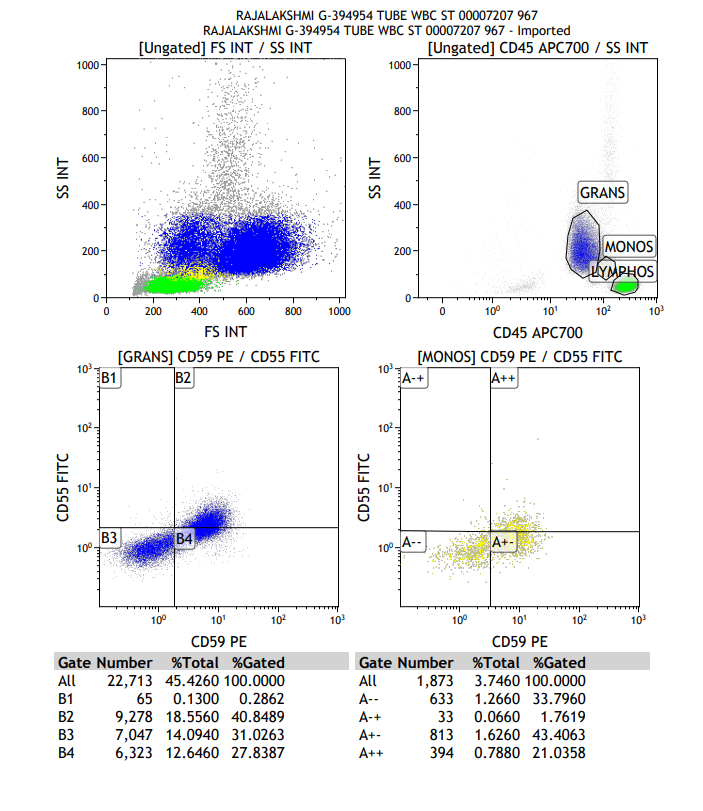 RAJALAKSHMI G-394954 TUBE WBC ST 00007207 967
RAJALAKSHMI G-394954 TUBE WBC ST 00007207 967 - Imported
[Ungated] FS INT / SS INT
1000
800
600
400
200
0
SS INT
0 200 400 600 800 1000
FS INT
[Ungated] CD45 APC700 / SS INT
1000
800
600
400
200
0
SS INT
GRANS
MONOS
LYMPHOS
0 10⁰ 10¹ 10² 10³
CD45 APC700
[GRANS] CD59 PE / CD55 FITC
10³
10²
10¹
10⁰
CD55 FITC
B1 B2
B3 B4
10⁰ 10¹ 10² 10³
CD59 PE
[MONOS] CD59 PE / CD55 FITC
10³
10²
10¹
10⁰
CD55 FITC
A-+ A++
A-- A+-
10⁰ 10¹ 10² 10³
CD59 PE
Gate Number %Total %Gated
All 22,713 45.4260 100.0000
B1 65 0.1300 0.2862
B2 9,278 18.5560 40.8489
B3 7,047 14.0940 31.0263
B4 6,323 12.6460 27.8387
Gate Number %Total %Gated
All 1,873 3.7460 100.0000
A-- 633 1.2660 33.7960
A-+ 33 0.0660 1.7619
A+- 813 1.6260 43.4063
A++ 394 0.7880 21.0358